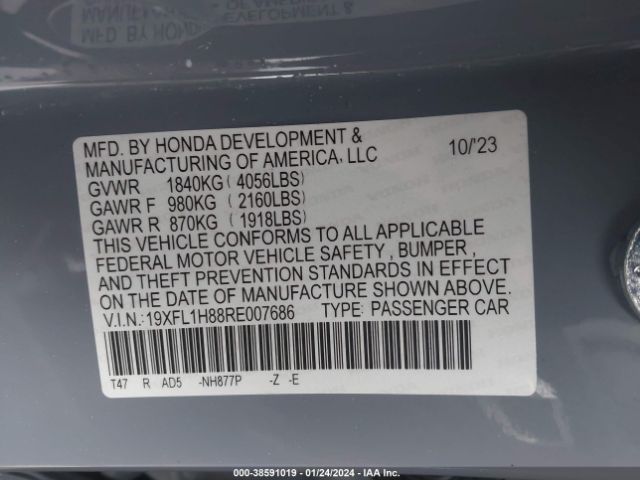 MFD. BY HONDA DEVELOPMENT &
MANUFACTURING OF AMERICA, LLC 10/'23
GVWR 1840KG ( 4056LBS)
GAWR F 980KG ( 2160LBS)
GAWR R 870KG ( 1918LBS)
THIS VEHICLE CONFORMS TO ALL APPLICABLE
FEDERAL MOTOR VEHICLE SAFETY , BUMPER ,
AND THEFT PREVENTION STANDARDS IN EFFECT
ON THE DATE OF MANUFACTURE SHOWN ABOVE.
V.I.N.: 19XFL1H88RE007686 TYPE: PASSENGER CAR
T47 R AD5 -NH877P -Z -E
000-38591019 / 01/24/2024 / IAA Inc.